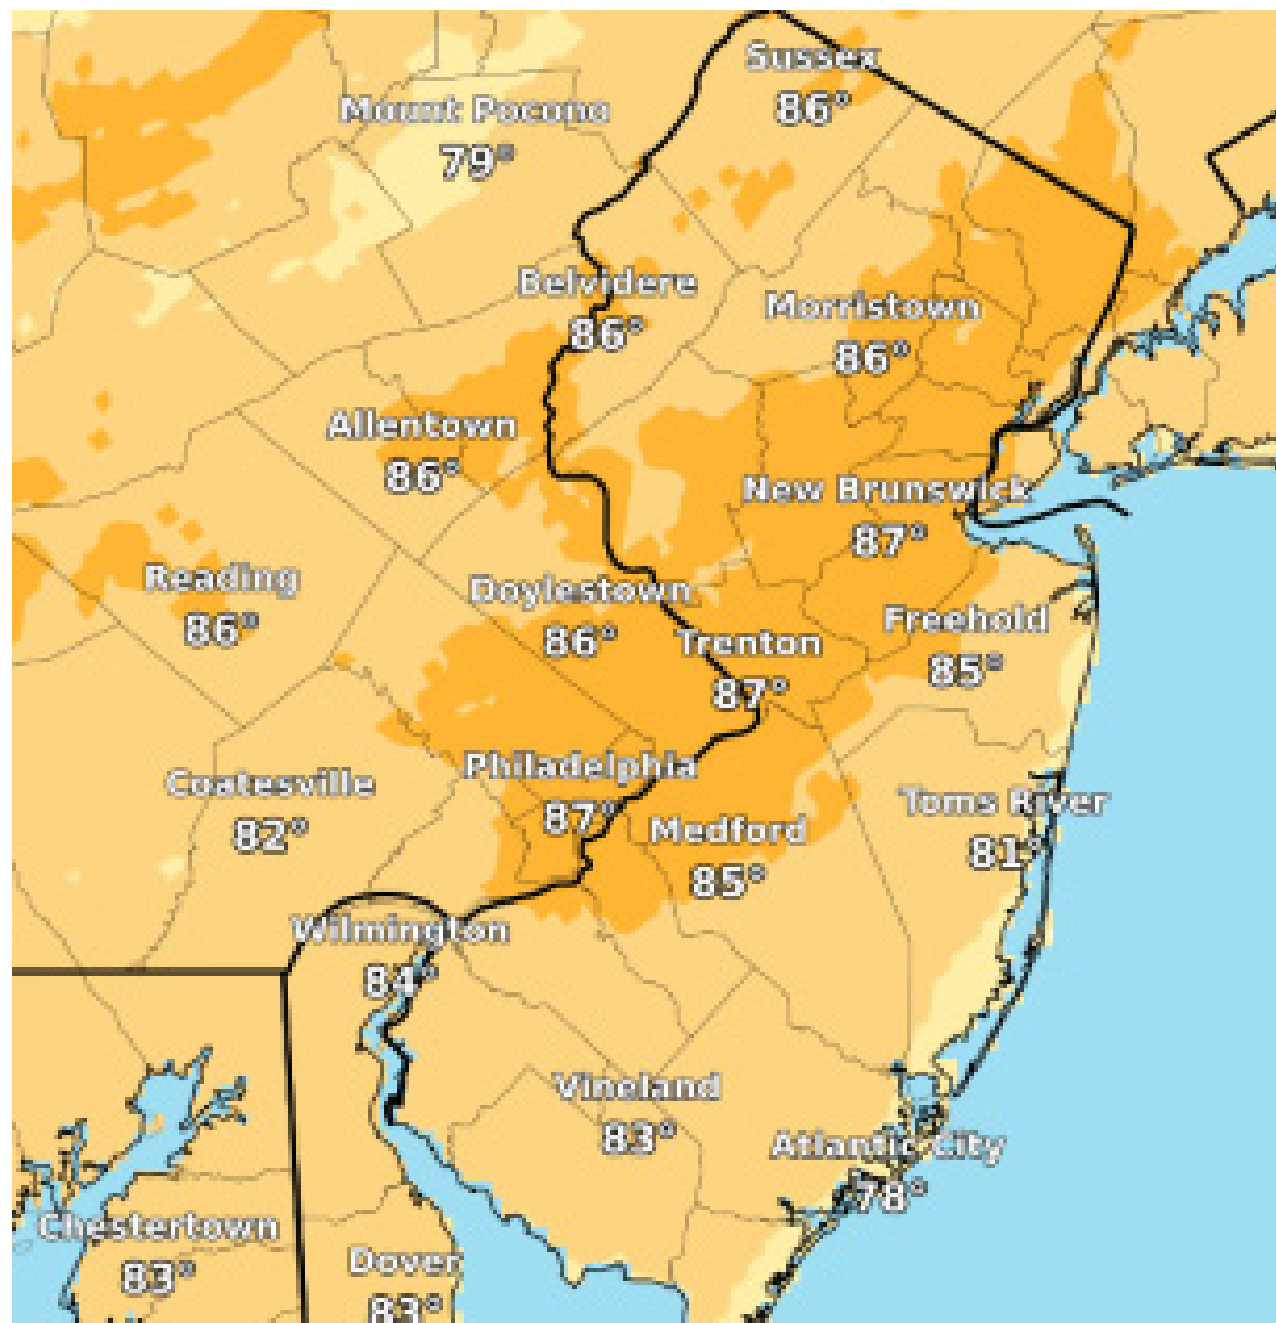 Sussex
86°
Mount Pocono
79°
Belvidere
86°
Morristown
86°
Allentown
86°
New Brunswick
87°
Reading
86°
Doylestown
86°
Trenton
87°
Freehold
85°
Philadelphia
87°
Coatesville
82°
Medford
85°
Toms River
81°
Wilmington
84°
Vineland
83°
Atlantic City
78°
Chestertown
83°
Dover
83°